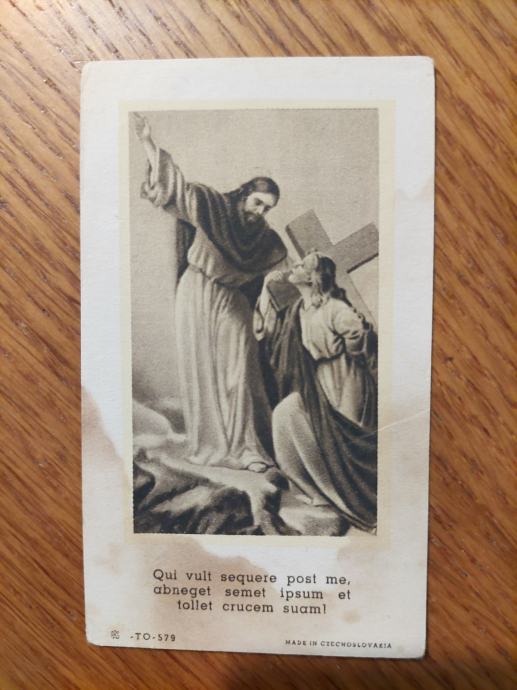 Qui vult sequere post me,
abneget semet ipsum et
tollet crucem suam!
-TO-579
MADE IN CZECHOSLOVAKIA